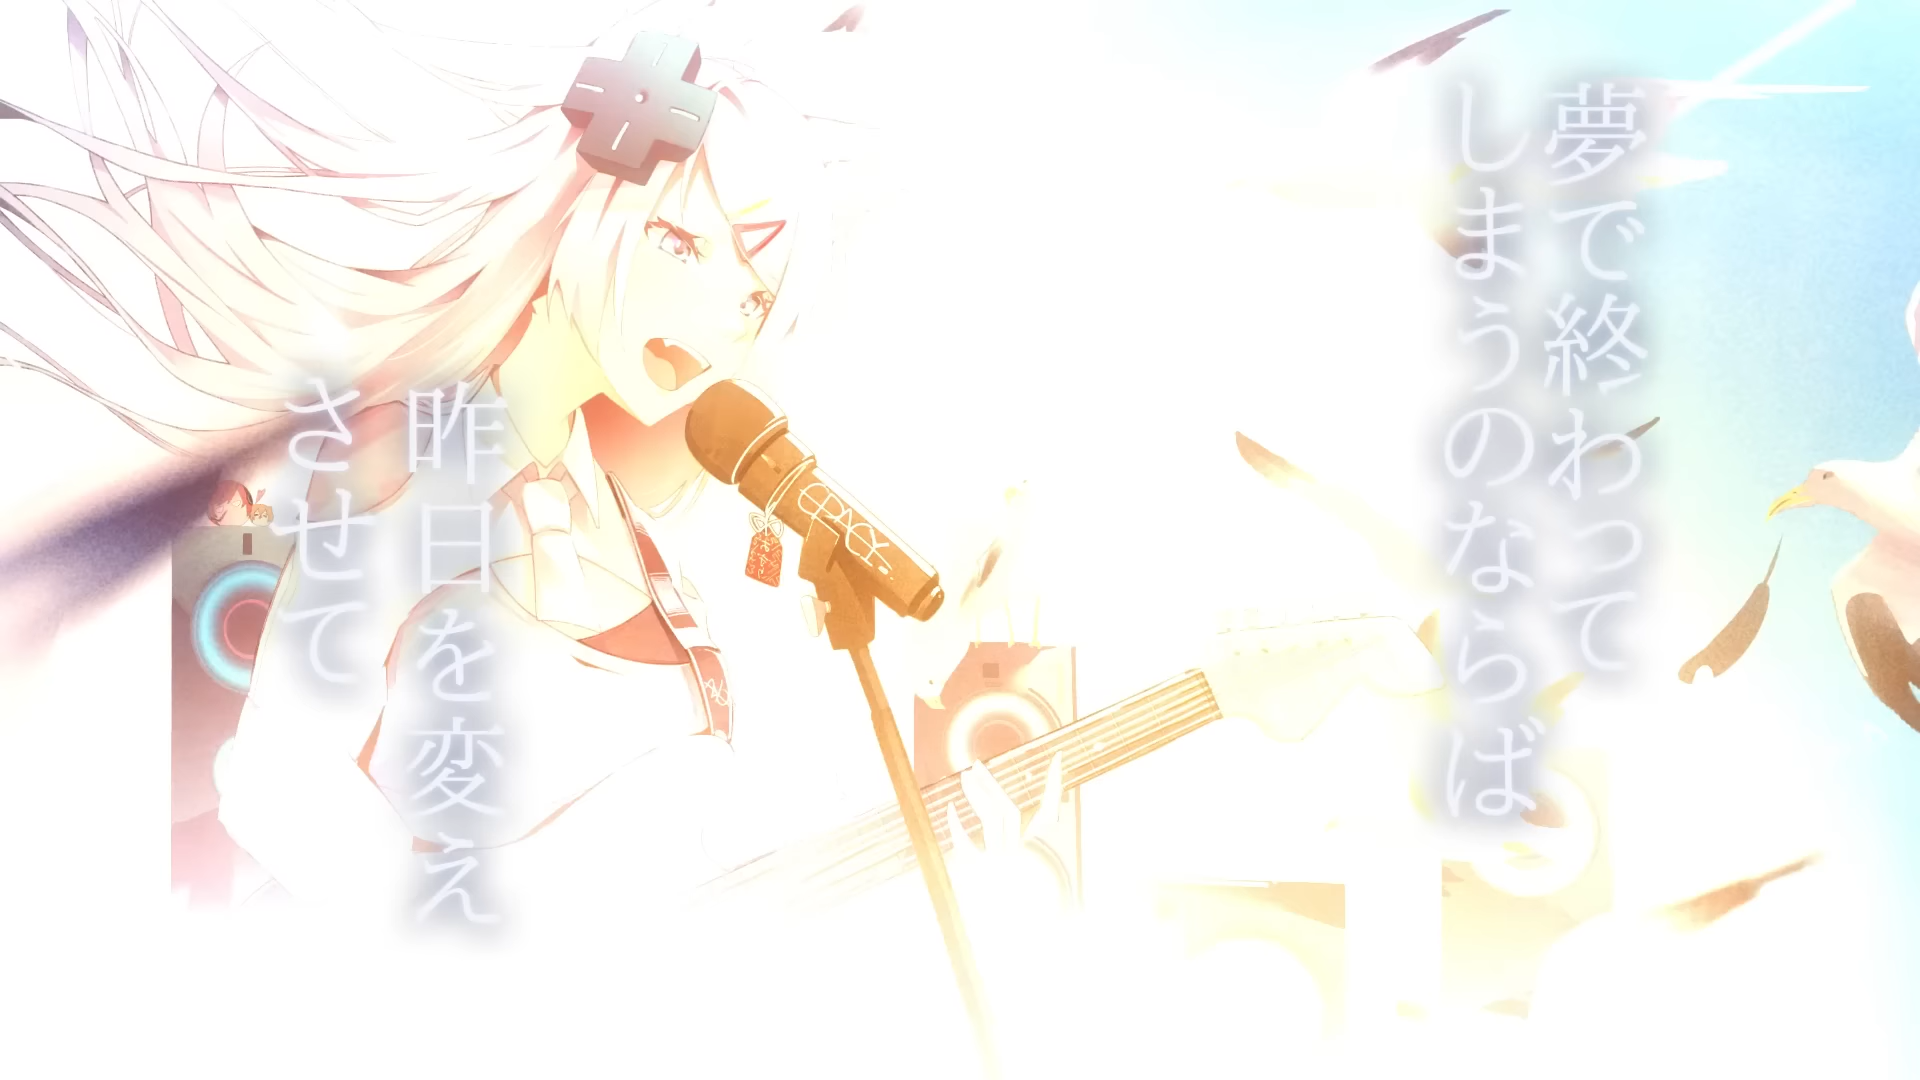 夢で終わって
しまうのならば
昨日を変え
させて